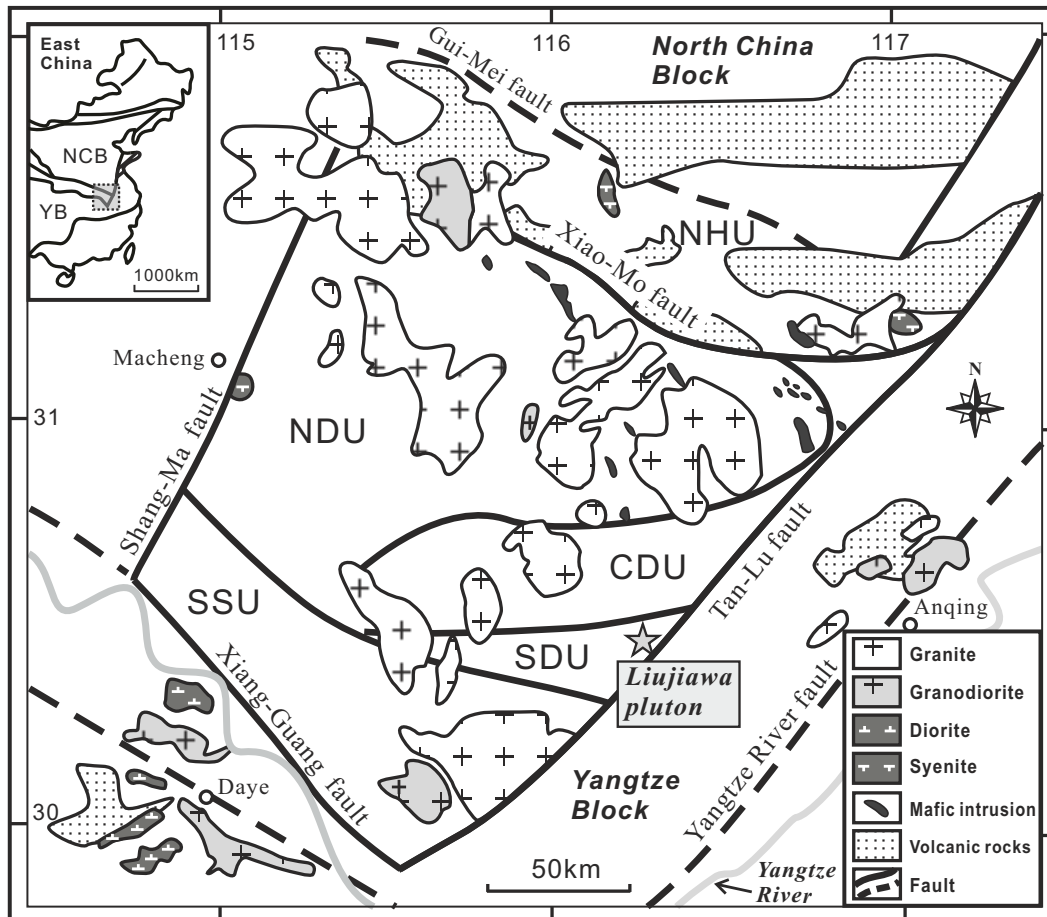 East
China
NCB
YB
1000km
115
116
117
Gui-Mei fault
North China
Block
NHU
Xiao-Mo fault
Macheng
N
31
NDU
Shang-Ma fault
CDU
Tan-Lu fault
SSU
SDU
Anqing
Liujiawa
pluton
Xiang-Guang fault
Daye
Yangtze
Block
Yangtze River fault
30
50km
Yangtze
River
Granite
Granodiorite
Diorite
Syenite
Mafic intrusion
Volcanic rocks
Fault